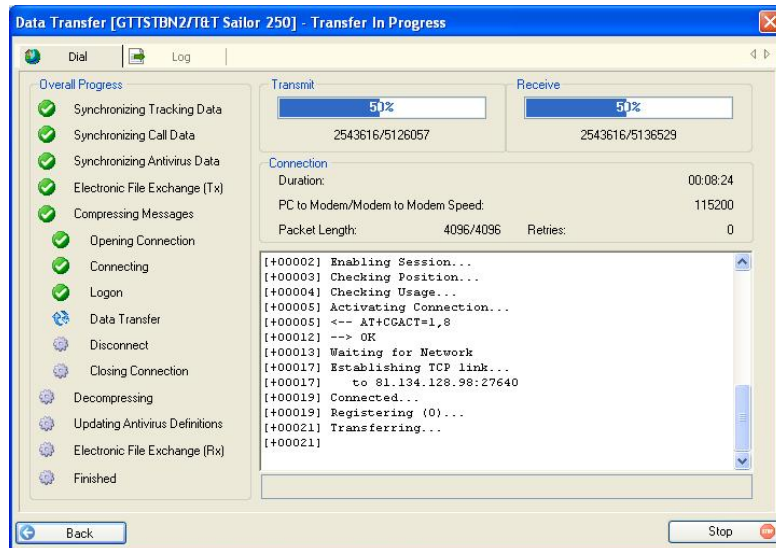 Data Transfer [GTTSTBN2/T&T Sailor 250] - Transfer In Progress
Dial
Log
Overall Progress
Synchronizing Tracking Data
Synchronizing Call Data
Synchronizing Antivirus Data
Electronic File Exchange (Tx)
Compressing Messages
Opening Connection
Connecting
Logon
Data Transfer
Disconnect
Closing Connection
Decompressing
Updating Antivirus Definitions
Electronic File Exchange (Rx)
Finished
Transmit
50%
2543616/5126057
Receive
50%
2543616/5136529
Connection
Duration: 00:08:24
PC to Modem/Modem to Modem Speed: 115200
Packet Length: 4096/4096 Retries: 0
[+00002] Enabling Session...
[+00003] Checking Position...
[+00004] Checking Usage...
[+00005] Activating Connection...
[+00005] <-- AT+CGACT=1,8
[+00012] --> OK
[+00013] Waiting for Network
[+00017] Establishing TCP link...
[+00017] to 81.134.128.98:27640
[+00019] Connected...
[+00019] Registering (0)...
[+00021] Transferring...
[+00021]
Back
Stop